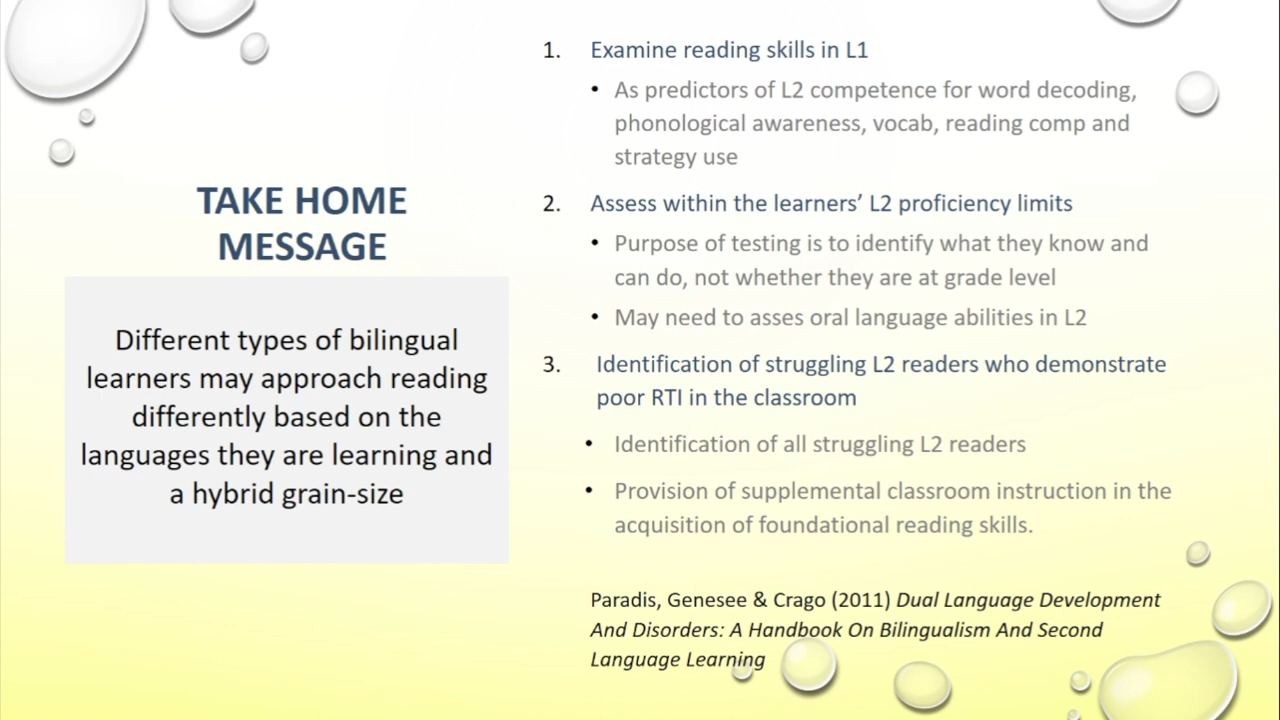 TAKE HOME
MESSAGE
Different types of bilingual
learners may approach reading
differently based on the
languages they are learning and
a hybrid grain-size
1. Examine reading skills in L1
• As predictors of L2 competence for word decoding,
phonological awareness, vocab, reading comp and
strategy use
2. Assess within the learners’ L2 proficiency limits
• Purpose of testing is to identify what they know and
can do, not whether they are at grade level
• May need to asses oral language abilities in L2
3. Identification of struggling L2 readers who demonstrate
poor RTI in the classroom
• Identification of all struggling L2 readers
• Provision of supplemental classroom instruction in the
acquisition of foundational reading skills.
Paradis, Genesee & Crago (2011) Dual Language Development
And Disorders: A Handbook On Bilingualism And Second
Language Learning